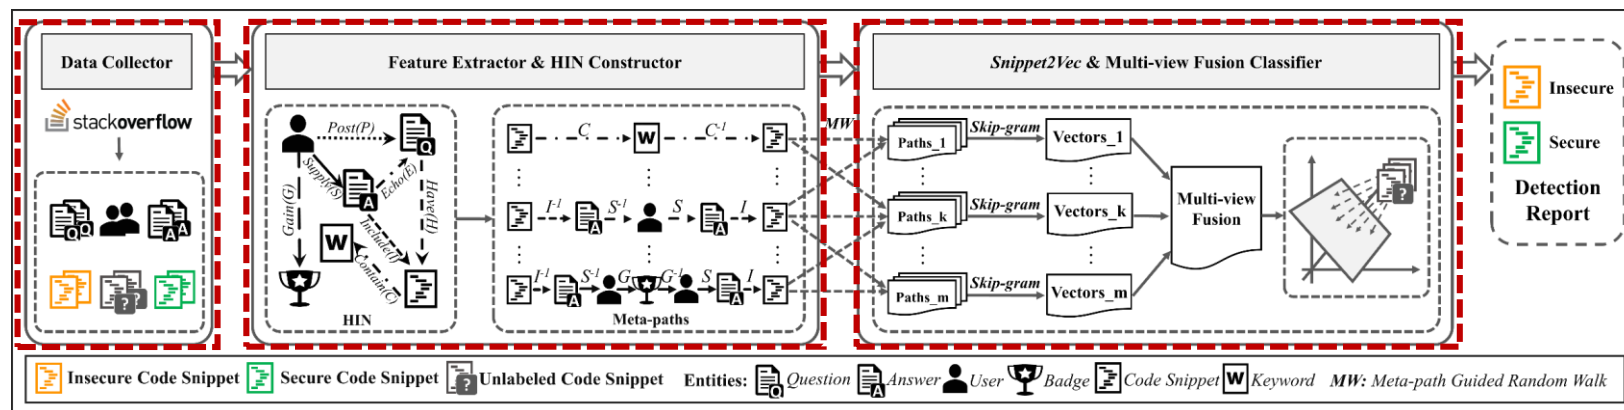 Data Collector
stackoverflow
Q Q A A
? ?
Feature Extractor & HIN Constructor
Post(P)
Q
Supply(S)
Echo(E)
A
Gain(G)
Have(H)
Include(I)
W
Contain(C)
HIN
C W C⁻¹
I⁻¹ A S⁻¹ S A I
I⁻¹ A S⁻¹ G G⁻¹ S A I
Meta-paths
MW
Snippet2Vec & Multi-view Fusion Classifier
Paths_1 Skip-gram Vectors_1
Paths_k Skip-gram Vectors_k
Paths_m Skip-gram Vectors_m
Multi-view
Fusion
?
Insecure
Secure
Detection
Report
Insecure Code Snippet Secure Code Snippet ? Unlabeled Code Snippet Entities: Q Question A Answer User Badge Code Snippet W Keyword MW: Meta-path Guided Random Walk